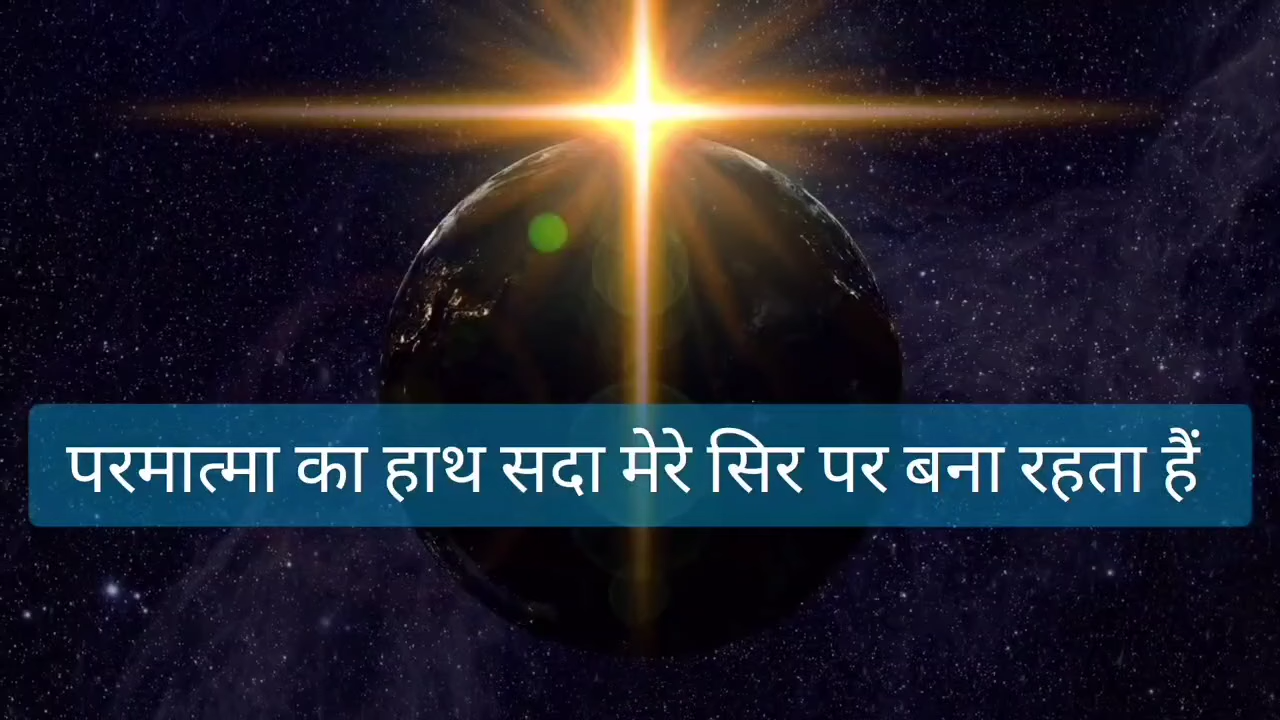 परमात्मा का हाथ सदा मेरे सिर पर बना रहता हैं